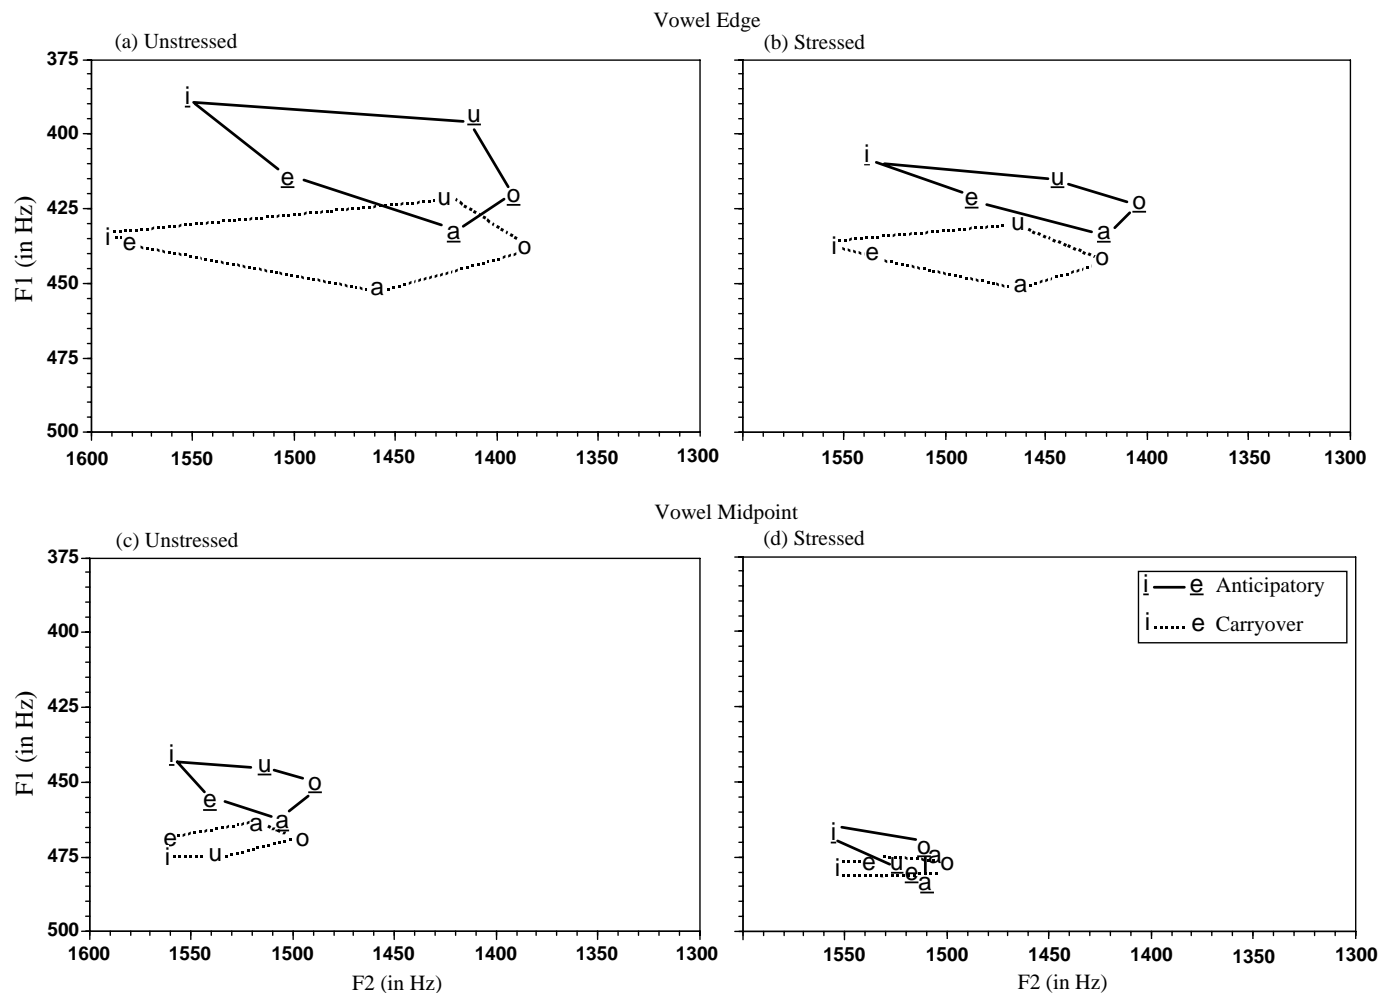 Vowel Edge
(a) Unstressed
(b) Stressed
375
400
425
450
475
500
F1 (in Hz)
i
u
e
o
a
u
i
e
o
a
1600
1550
1500
1450
1400
1350
1300
i
u
e
o
a
u
i
e
o
a
1550
1500
1450
1400
1350
1300
Vowel Midpoint
(c) Unstressed
(d) Stressed
375
400
425
450
475
500
F1 (in Hz)
i
u
o
e
a
a
e
o
i
u
1600
1550
1500
1450
1400
1350
1300
F2 (in Hz)
i e Anticipatory
i e Carryover
i
o
a
e
u
o
i
e
i
a
1550
1500
1450
1400
1350
1300
F2 (in Hz)